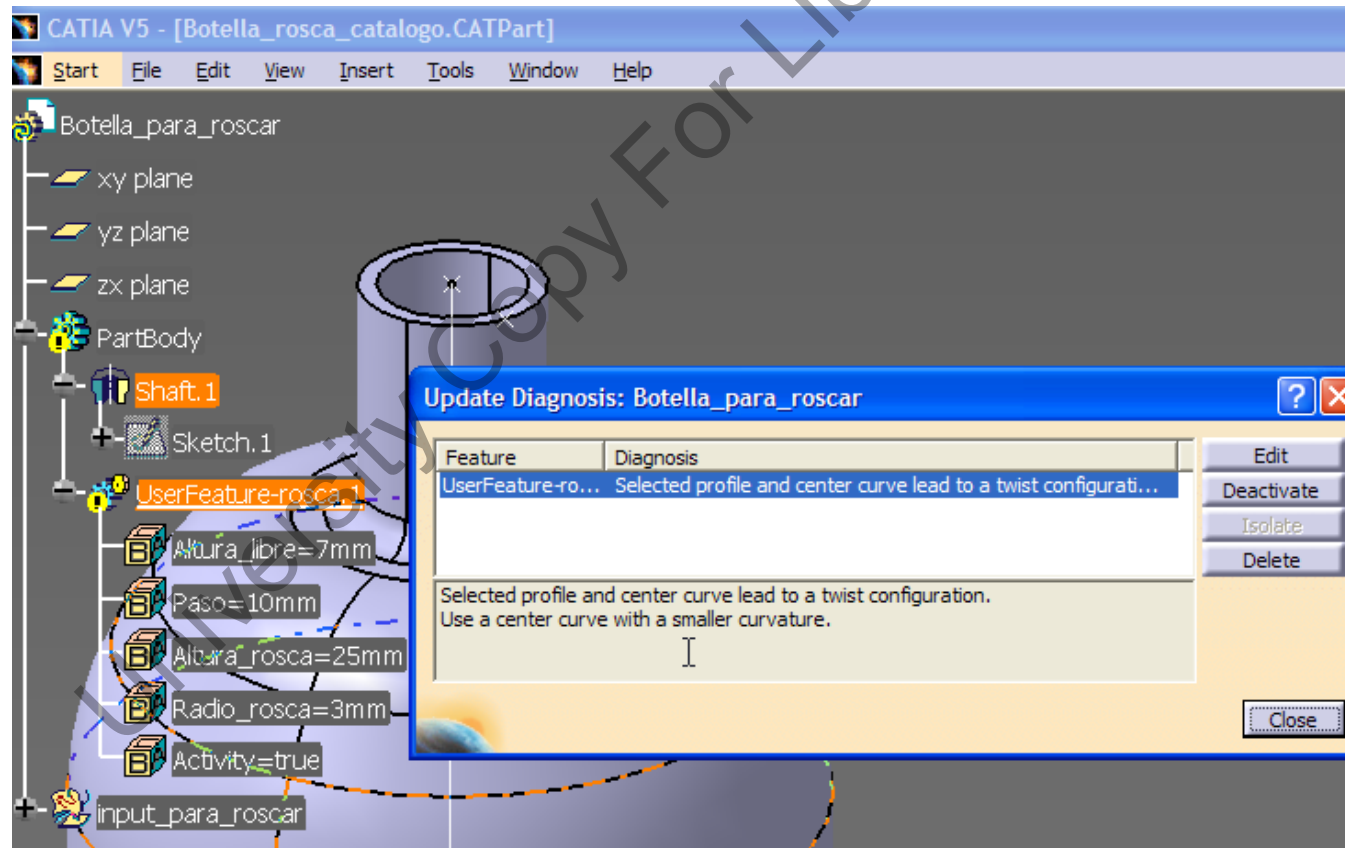 CATIA V5 - [Botella_rosca_catalogo.CATPart]
Start File Edit View Insert Tools Window Help
Botella_para_roscar
xy plane
yz plane
zx plane
PartBody
Shaft.1
Sketch.1
UserFeature-rosca.1
Altura_libre=7mm
Paso=10mm
Altura_rosca=25mm
Radio_rosca=3mm
Activity=true
input_para_roscar
Update Diagnosis: Botella_para_roscar
Feature Diagnosis
UserFeature-ro... Selected profile and center curve lead to a twist configurati...
Selected profile and center curve lead to a twist configuration.
Use a center curve with a smaller curvature.
Edit
Deactivate
Isolate
Delete
Close
University Copy For